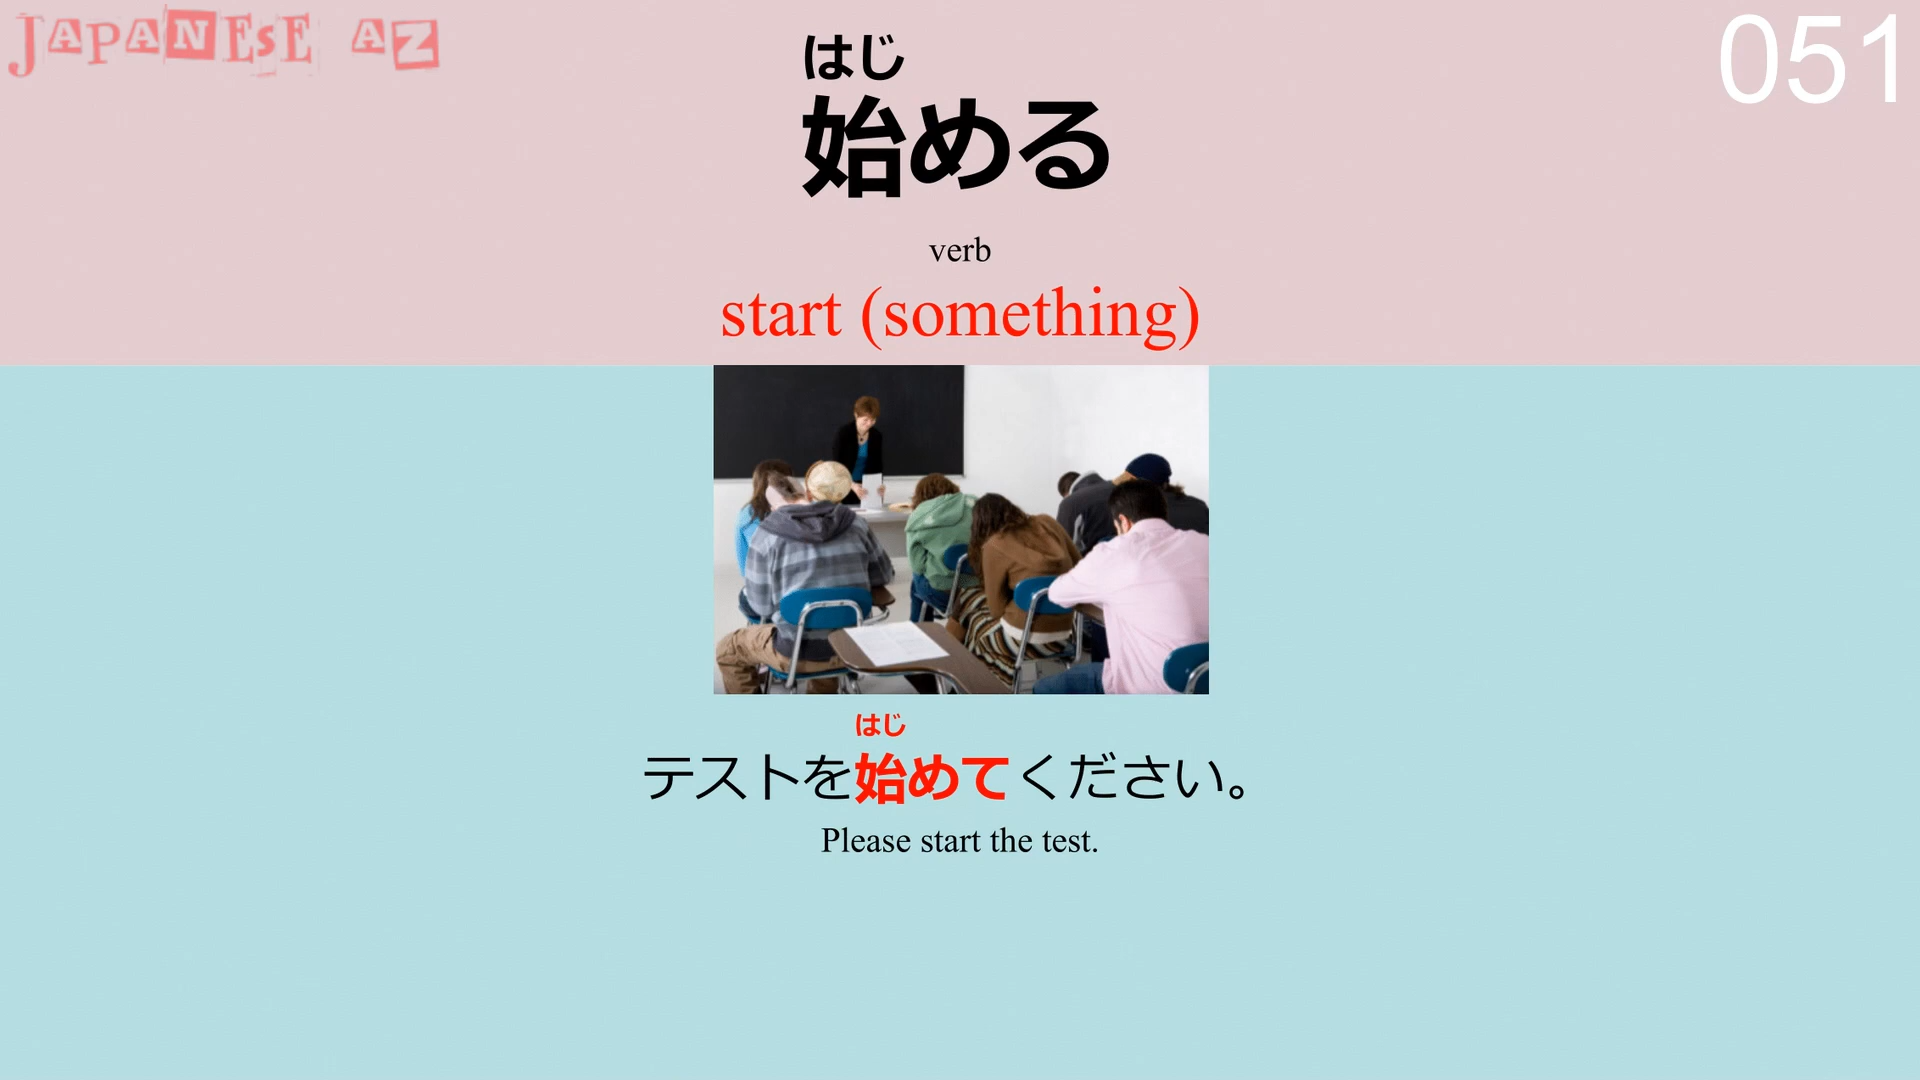 JAPANESE AZ
051
はじ
始める
verb
start (something)
はじ
テストを始めてください。
Please start the test.